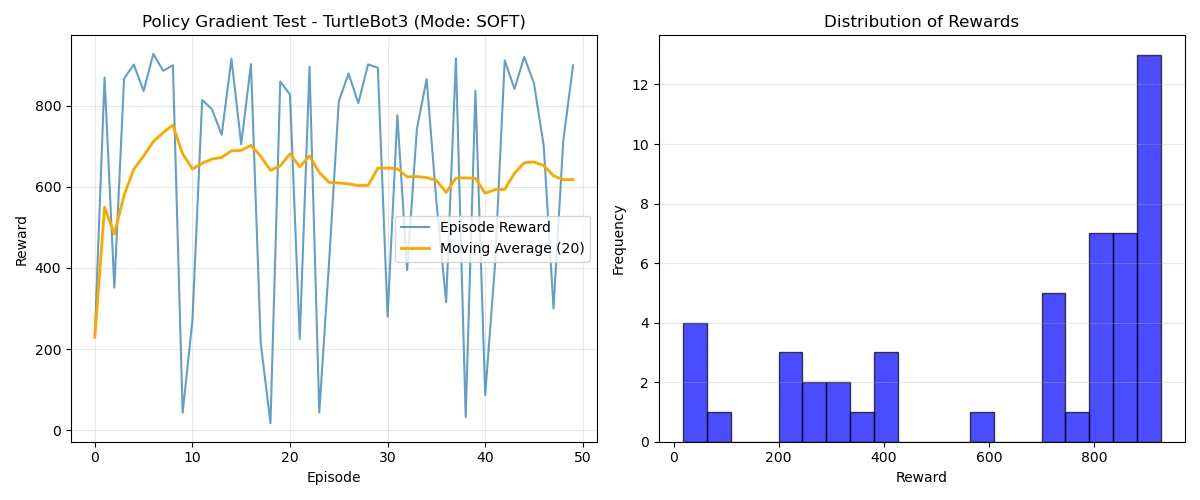 Policy Gradient Test - TurtleBot3 (Mode: SOFT)
Reward
800
600
400
200
0
Episode Reward
Moving Average (20)
0 10 20 30 40 50
Episode
Distribution of Rewards
Frequency
12
10
8
6
4
2
0
0 200 400 600 800
Reward